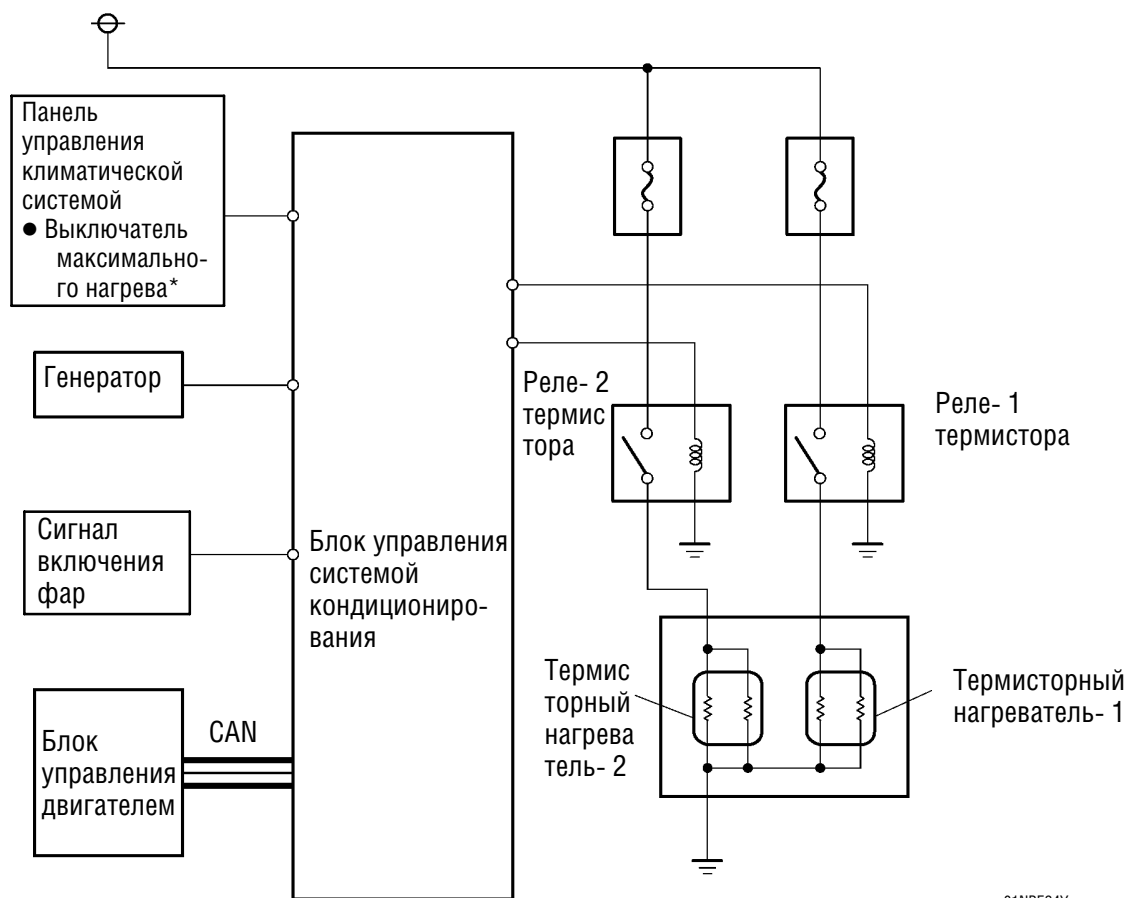 Панель
управления
климатической
системой
● Выключатель
максимально-
го нагрева*
Генератор
Сигнал
включения
фар
Блок
управления
двигателем
CAN
Блок управления
системой
кондициониро-
вания
Реле- 2
термис
тора
Реле- 1
термистора
Термис
торный
нагрева
тель- 2
Термисторный
нагреватель- 1